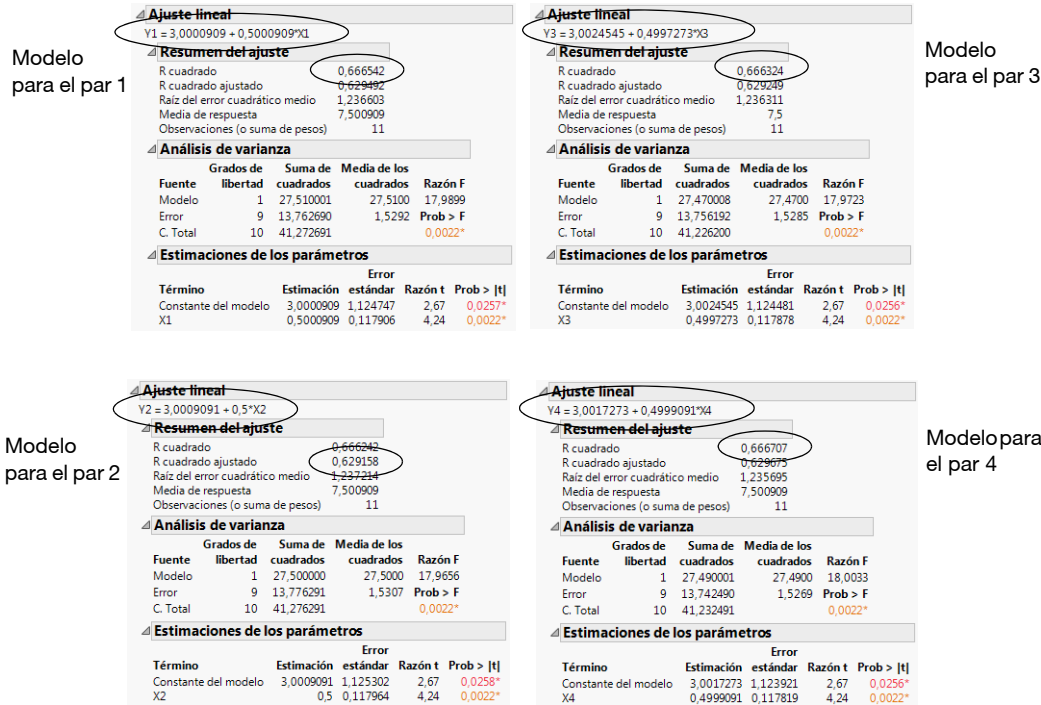 Modelo
para el par 1
Ajuste lineal
Y1 = 3,0000909 + 0,5000909*X1
Resumen del ajuste
R cuadrado 0,666542
R cuadrado ajustado 0,629492
Raíz del error cuadrático medio 1,236603
Media de respuesta 7,500909
Observaciones (o suma de pesos) 11
Análisis de varianza
Grados de Suma de Media de los
Fuente libertad cuadrados cuadrados Razón F
Modelo 1 27,510001 27,5100 17,9899
Error 9 13,762690 1,5292 Prob > F
C. Total 10 41,272691 0,0022*
Estimaciones de los parámetros
Error
Término Estimación estándar Razón t Prob > |t|
Constante del modelo 3,0000909 1,124747 2,67 0,0257*
X1 0,5000909 0,117906 4,24 0,0022*
Modelo
para el par 3
Ajuste lineal
Y3 = 3,0024545 + 0,4997273*X3
Resumen del ajuste
R cuadrado 0,666324
R cuadrado ajustado 0,629249
Raíz del error cuadrático medio 1,236311
Media de respuesta 7,5
Observaciones (o suma de pesos) 11
Análisis de varianza
Grados de Suma de Media de los
Fuente libertad cuadrados cuadrados Razón F
Modelo 1 27,470008 27,4700 17,9723
Error 9 13,756192 1,5285 Prob > F
C. Total 10 41,226200 0,0022*
Estimaciones de los parámetros
Error
Término Estimación estándar Razón t Prob > |t|
Constante del modelo 3,0024545 1,124481 2,67 0,0256*
X3 0,4997273 0,117878 4,24 0,0022*
Modelo
para el par 2
Ajuste lineal
Y2 = 3,0009091 + 0,5*X2
Resumen del ajuste
R cuadrado 0,666242
R cuadrado ajustado 0,629158
Raíz del error cuadrático medio 1,237214
Media de respuesta 7,500909
Observaciones (o suma de pesos) 11
Análisis de varianza
Grados de Suma de Media de los
Fuente libertad cuadrados cuadrados Razón F
Modelo 1 27,500000 27,5000 17,9656
Error 9 13,776291 1,5307 Prob > F
C. Total 10 41,276291 0,0022*
Estimaciones de los parámetros
Error
Término Estimación estándar Razón t Prob > |t|
Constante del modelo 3,0009091 1,125302 2,67 0,0258*
X2 0,5 0,117964 4,24 0,0022*
Modelo para
el par 4
Ajuste lineal
Y4 = 3,0017273 + 0,4999091*X4
Resumen del ajuste
R cuadrado 0,666707
R cuadrado ajustado 0,629675
Raíz del error cuadrático medio 1,235695
Media de respuesta 7,500909
Observaciones (o suma de pesos) 11
Análisis de varianza
Grados de Suma de Media de los
Fuente libertad cuadrados cuadrados Razón F
Modelo 1 27,490001 27,4900 18,0033
Error 9 13,742490 1,5269 Prob > F
C. Total 10 41,232491 0,0022*
Estimaciones de los parámetros
Error
Término Estimación estándar Razón t Prob > |t|
Constante del modelo 3,0017273 1,123921 2,67 0,0256*
X4 0,4999091 0,117819 4,24 0,0022*